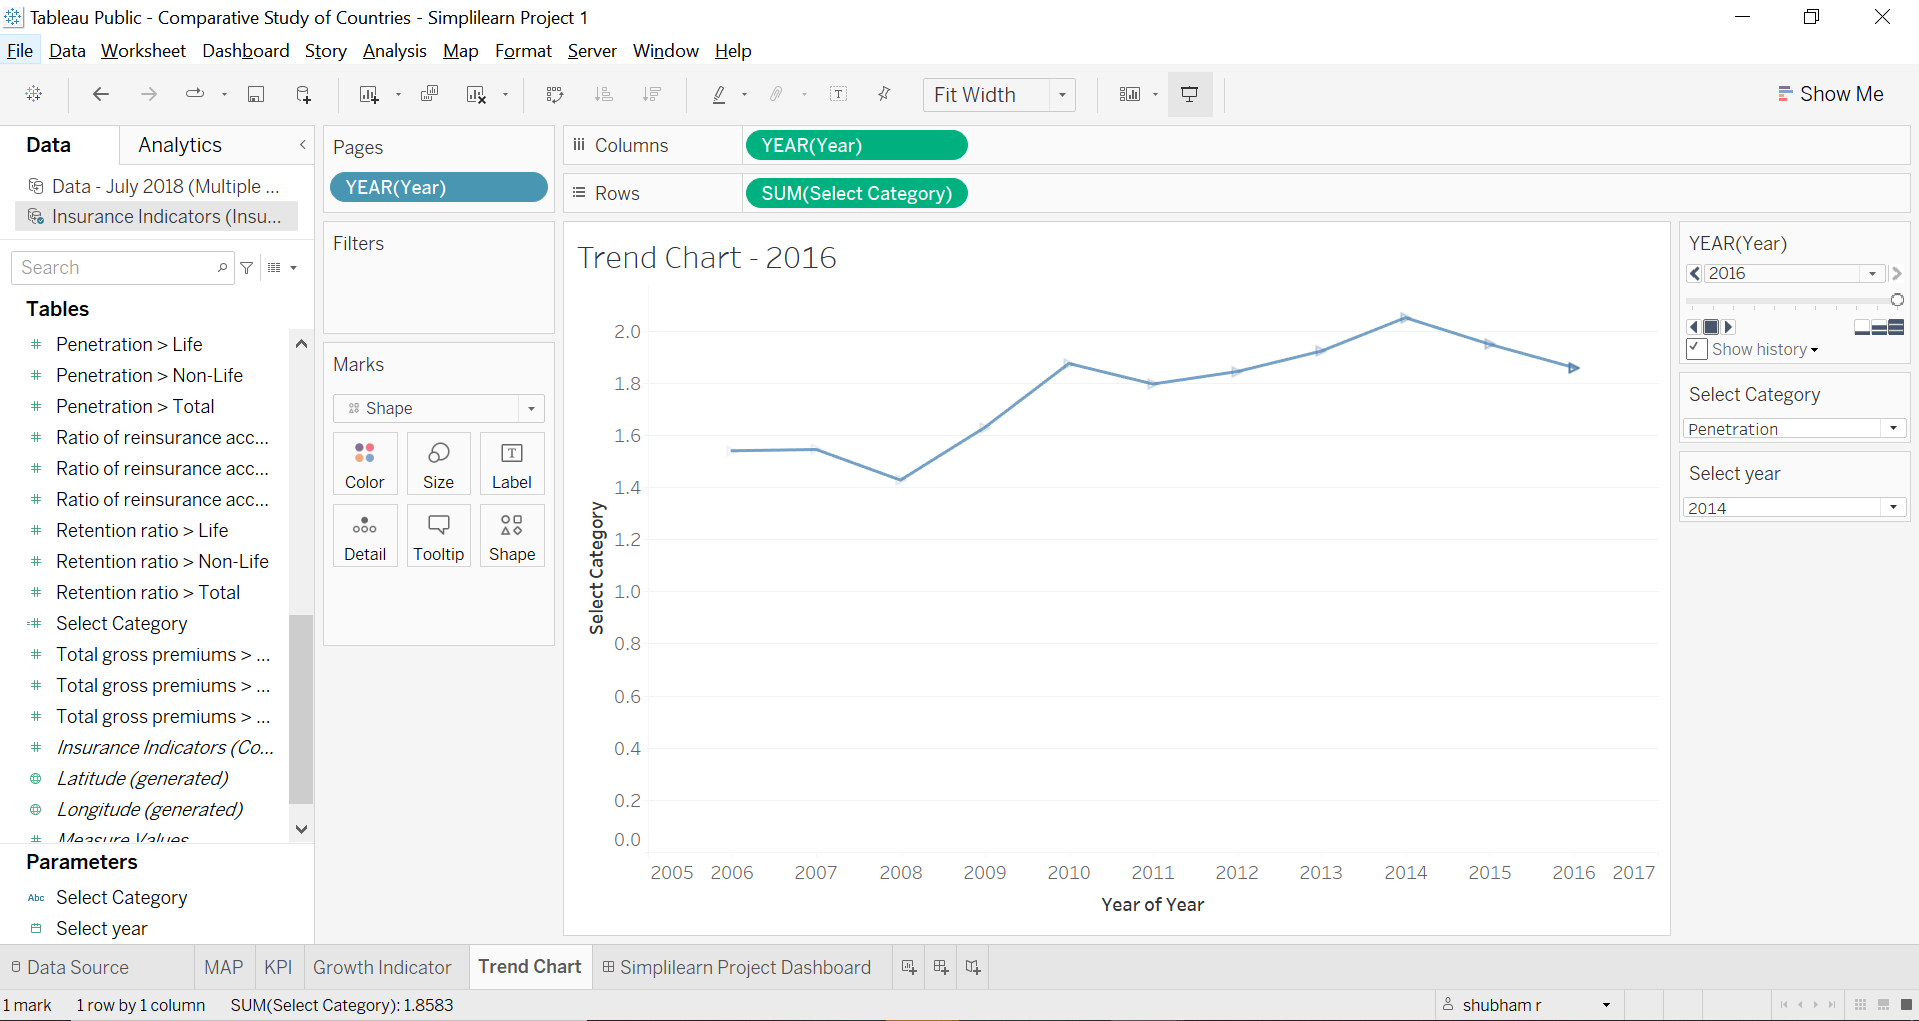 Tableau Public - Comparative Study of Countries - Simplilearn Project 1
File Data Worksheet Dashboard Story Analysis Map Format Server Window Help
Fit Width
Show Me
Data
Analytics
Data - July 2018 (Multiple ...
Insurance Indicators (Insu...
Search
Tables
Penetration > Life
Penetration > Non-Life
Penetration > Total
Ratio of reinsurance acc...
Ratio of reinsurance acc...
Ratio of reinsurance acc...
Retention ratio > Life
Retention ratio > Non-Life
Retention ratio > Total
Select Category
Total gross premiums > ...
Total gross premiums > ...
Total gross premiums > ...
Insurance Indicators (Co...
Latitude (generated)
Longitude (generated)
Measure Values
Parameters
Abc Select Category
Select year
Pages
YEAR(Year)
Filters
Marks
Shape
Color
Size
T
Label
Detail
Tooltip
Shape
Columns
YEAR(Year)
Rows
SUM(Select Category)
Trend Chart - 2016
2.0
1.8
1.6
1.4
1.2
1.0
0.8
0.6
0.4
0.2
0.0
Select Category
2005 2006 2007 2008 2009 2010 2011 2012 2013 2014 2015 2016 2017
Year of Year
YEAR(Year)
2016
Show history
Select Category
Penetration
Select year
2014
Data Source
MAP
KPI
Growth Indicator
Trend Chart
Simplilearn Project Dashboard
1 mark
1 row by 1 column
SUM(Select Category): 1.8583
shubham r